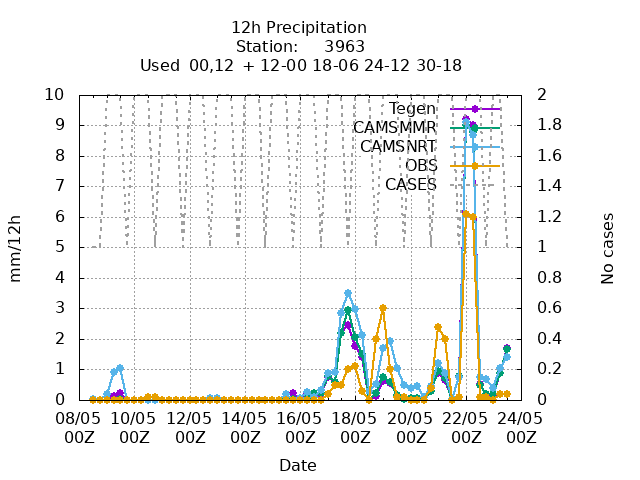 12h Precipitation
Station:     3963
Used  00,12  + 12-00 18-06 24-12 30-18
10 2
9 1.8
8 1.6
7 1.4
6 1.2
5 1
4 0.8
3 0.6
2 0.4
1 0.2
0 0
mm/12h
No cases
Tegen
CAMSMMR
CAMSNRT
OBS
CASES
08/05 10/05 12/05 14/05 16/05 18/05 20/05 22/05 24/05
00Z 00Z 00Z 00Z 00Z 00Z 00Z 00Z 00Z
Date